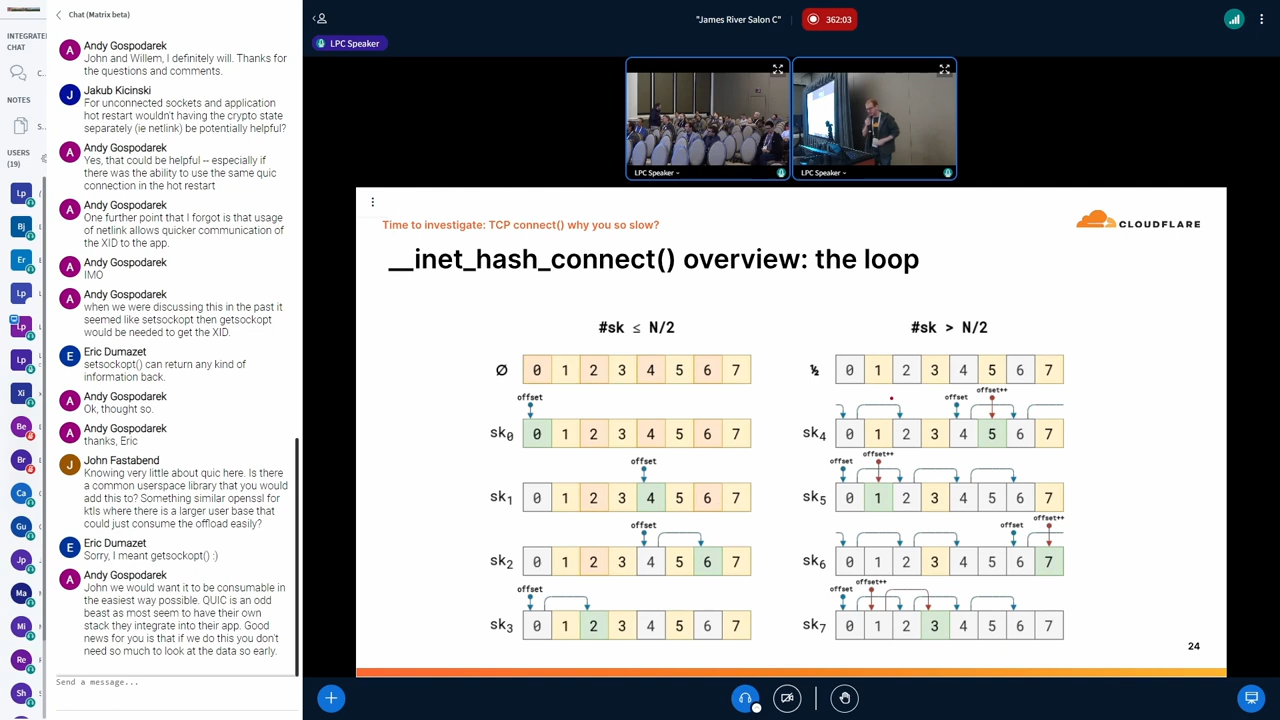 INTEGRATE
CHAT
C..
NOTES
S..
USERS
(19)
Lp
Bj
Er
Lp
Lp
Lp
Xi
Be
Br
Ca
Gu
Jp
Ma
Mi
Re
Sh
Chat (Matrix beta)
A
Andy Gospodarek
John and Willem, I definitely will. Thanks for
the questions and comments.
J
Jakub Kicinski
For unconnected sockets and application
hot restart wouldn't having the crypto state
separately (ie netlink) be potentially helpful?
A
Andy Gospodarek
Yes, that could be helpful -- especially if
there was the ability to use the same quic
connection in the hot restart
A
Andy Gospodarek
One further point that I forgot is that usage
of netlink allows quicker communication of
the XID to the app.
A
Andy Gospodarek
IMO
A
Andy Gospodarek
when we were discussing this in the past it
seemed like setsockopt then getsockopt
would be needed to get the XID.
E
Eric Dumazet
setsockopt() can return any kind of
information back.
A
Andy Gospodarek
Ok, thought so.
A
Andy Gospodarek
thanks, Eric
J
John Fastabend
Knowing very little about quic here. Is there
a common userspace library that you would
add this to? Something similar openssl for
ktls where there is a larger user base that
could just consume the offload easily?
E
Eric Dumazet
Sorry, I meant getsockopt() :)
A
Andy Gospodarek
John we would want it to be consumable in
the easiest way possible. QUIC is an odd
beast as most seem to have their own
stack they integrate into their app. Good
news for you is that if we do this you don't
need so much to look at the data so early.
Send a message...
"James River Salon C"
362:03
LPC Speaker
LPC Speaker
LPC Speaker
Time to investigate: TCP connect() why you so slow?
CLOUDFLARE
__inet_hash_connect() overview: the loop
#sk ≤ N/2
∅ 0 1 2 3 4 5 6 7
offset
sk0 0 1 2 3 4 5 6 7
offset
sk1 0 1 2 3 4 5 6 7
offset
sk2 0 1 2 3 4 5 6 7
offset
sk3 0 1 2 3 4 5 6 7
#sk > N/2
½ 0 1 2 3 4 5 6 7
offset offset++
sk4 0 1 2 3 4 5 6 7
offset offset++
sk5 0 1 2 3 4 5 6 7
offset offset++
sk6 0 1 2 3 4 5 6 7
offset offset++
sk7 0 1 2 3 4 5 6 7
24